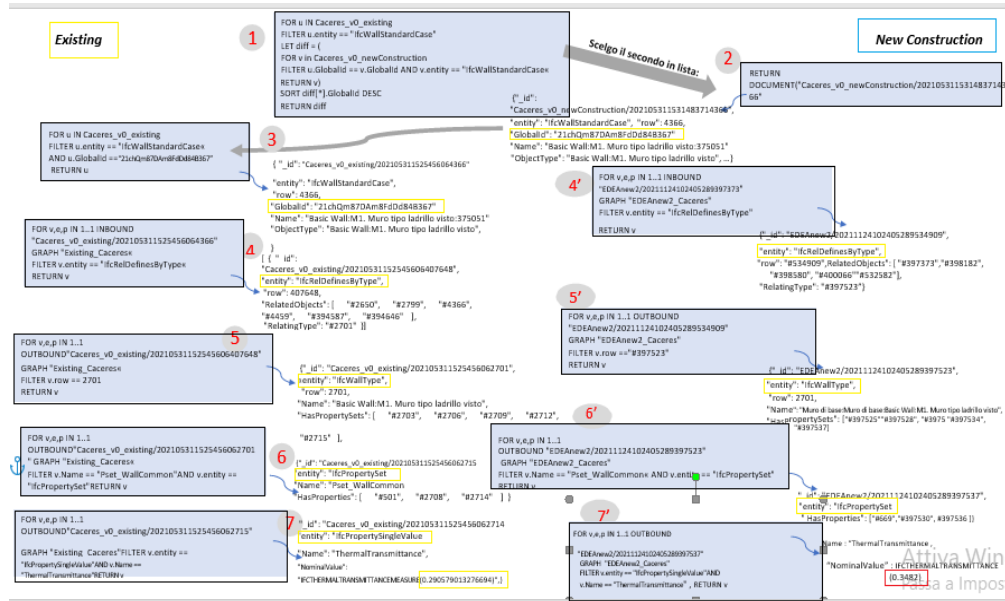 Existing
1
FOR u IN Caceres_v0_existing
FILTER u.entity == "IfcWallStandardCase"
LET diff = (
FOR v in Caceres_v0_newConstruction
FILTER u.GlobalId == v.GlobalId AND v.entity == "IfcWallStandardCase«
RETURN v)
SORT diff[*].GlobalId DESC
RETURN diff
Scelgo il secondo in lista:
New Construction
2
RETURN
DOCUMENT("Caceres_v0_newConstruction/2021053115314837143
66"
{"_id":
"Caceres_v0_newConstruction/202105311531483714366",
"entity": "IfcWallStandardCase", "row": 4366,
"GlobalId": "21chQm87DAm8FdDd84B367"
"Name": "Basic Wall:M1. Muro tipo ladrillo visto:375051"
"ObjectType": "Basic Wall:M1. Muro tipo ladrillo visto", …}
3
FOR u IN Caceres_v0_existing
FILTER u.entity == "IfcWallStandardCase«
AND u.GlobalId =="21chQm87DAm8FdDd84B367"
RETURN u
{ "_id": "Caceres_v0_existing/202105311525456064366"
"entity": "IfcWallStandardCase",
"row": 4366,
"GlobalId": "21chQm87DAm8FdDd84B367"
"Name": "Basic Wall:M1. Muro tipo ladrillo visto:375051"
"ObjectType": "Basic Wall:M1. Muro tipo ladrillo visto",
}
4
FOR v,e,p IN 1..1 INBOUND
"Caceres_v0_existing/202105311525456064366"
GRAPH "Existing_Caceres«
FILTER v.entity == "IfcRelDefinesByType«
RETURN v
[ { "_id":
"Caceres_v0_existing/20210531152545606407648",
"entity": "IfcRelDefinesByType",
"row": 407648,
"RelatedObjects": [ "#2650", "#2799", "#4366",
"#4459", "#394587", "#394646" ],
"RelatingType": "#2701" }]
4’
FOR v,e,p IN 1..1 INBOUND
"EDEAnew2/20211124102405289397373"
GRAPH "EDEAnew2_Caceres"
FILTER v.entity == "IfcRelDefinesByType"
RETURN v
{"_id": "EDEAnew2/20211124102405289534909",
"entity": "IfcRelDefinesByType",
"row": "#534909",RelatedObjects": [ "#397373","#398182",
"#398580", "#400066""#532582"],
"RelatingType": "#397523"}
5
FOR v,e,p IN 1..1
OUTBOUND"Caceres_v0_existing/20210531152545606407648"
GRAPH "Existing_Caceres«
FILTER v.row == 2701
RETURN v
{"_id": "Caceres_v0_existing/202105311525456062701",
"entity": "IfcWallType",
"row": 2701,
"Name": "Basic Wall:M1. Muro tipo ladrillo visto",
"HasPropertySets": [ "#2703", "#2706", "#2709", "#2712",
"#2715" ],
5’
FOR v,e,p IN 1..1 OUTBOUND
"EDEAnew2/20211124102405289534909"
GRAPH "EDEAnew2_Caceres"
FILTER v.row =="#397523"
RETURN v
{"_id": "EDEAnew2/20211124102405289397523",
"entity": "IfcWallType",
"row": 2701,
"Name": "Muro di base:Muro di base:Basic Wall: M1. Muro tipo ladrillo visto",
"HasPropertySets": [ "#397525""#397528", "#3975 "#397534",
"#397537]
6
FOR v,e,p IN 1..1
OUTBOUND"Caceres_v0_existing/202105311525456062701
" GRAPH "Existing_Caceres«
FILTER v.Name == "Pset_WallCommon"AND v.entity ==
"IfcPropertySet"RETURN v
{"_id": "Caceres_v0_existing/202105311525456062715
"entity": "IfcPropertySet
"Name": "Pset_WallCommon
"HasProperties": [ "#501", "#2708", "#2714" ] }
6’
FOR v,e,p IN 1..1
OUTBOUND "EDEAnew2/20211124102405289397523"
GRAPH "EDEAnew2_Caceres"
FILTER v.Name == "Pset_WallCommon« AND v.entity == "IfcPropertySet"
RETURN v
"_id": "EDEAnew2/20211124102405289397537",
"entity": "IfcPropertySet
"HasProperties": ["#669","#397530", #397536 ]}
7
FOR v,e,p IN 1..1
OUTBOUND"Caceres_v0_existing/202105311525456062715"
GRAPH "Existing_Caceres"FILTER v.entity ==
"IfcPropertySingleValue"AND v.Name ==
"ThermalTransmittance"RETURN v
"_id": "Caceres_v0_existing/202105311525456062714
"entity": "IfcPropertySingleValue
"Name": "ThermalTransmittance",
"NominalValue":
"IFCTHERMALTRANSMITTANCEMEASURE(0.290579013276694)",}
7’
FOR v,e,p IN 1..1 OUTBOUND
"EDEAnew2/20211124102405289397537"
GRAPH "EDEAnew2_Caceres"
FILTER v.entity =="IfcPropertySingleValue"AND
v.Name =="ThermalTransmittance" , RETURN v
Name : "ThermalTransmittance ,
"NominalValue" : IFCTHERMALTRANSMITTANCE
(0.3482)
Attiva Win
Passa a Impos